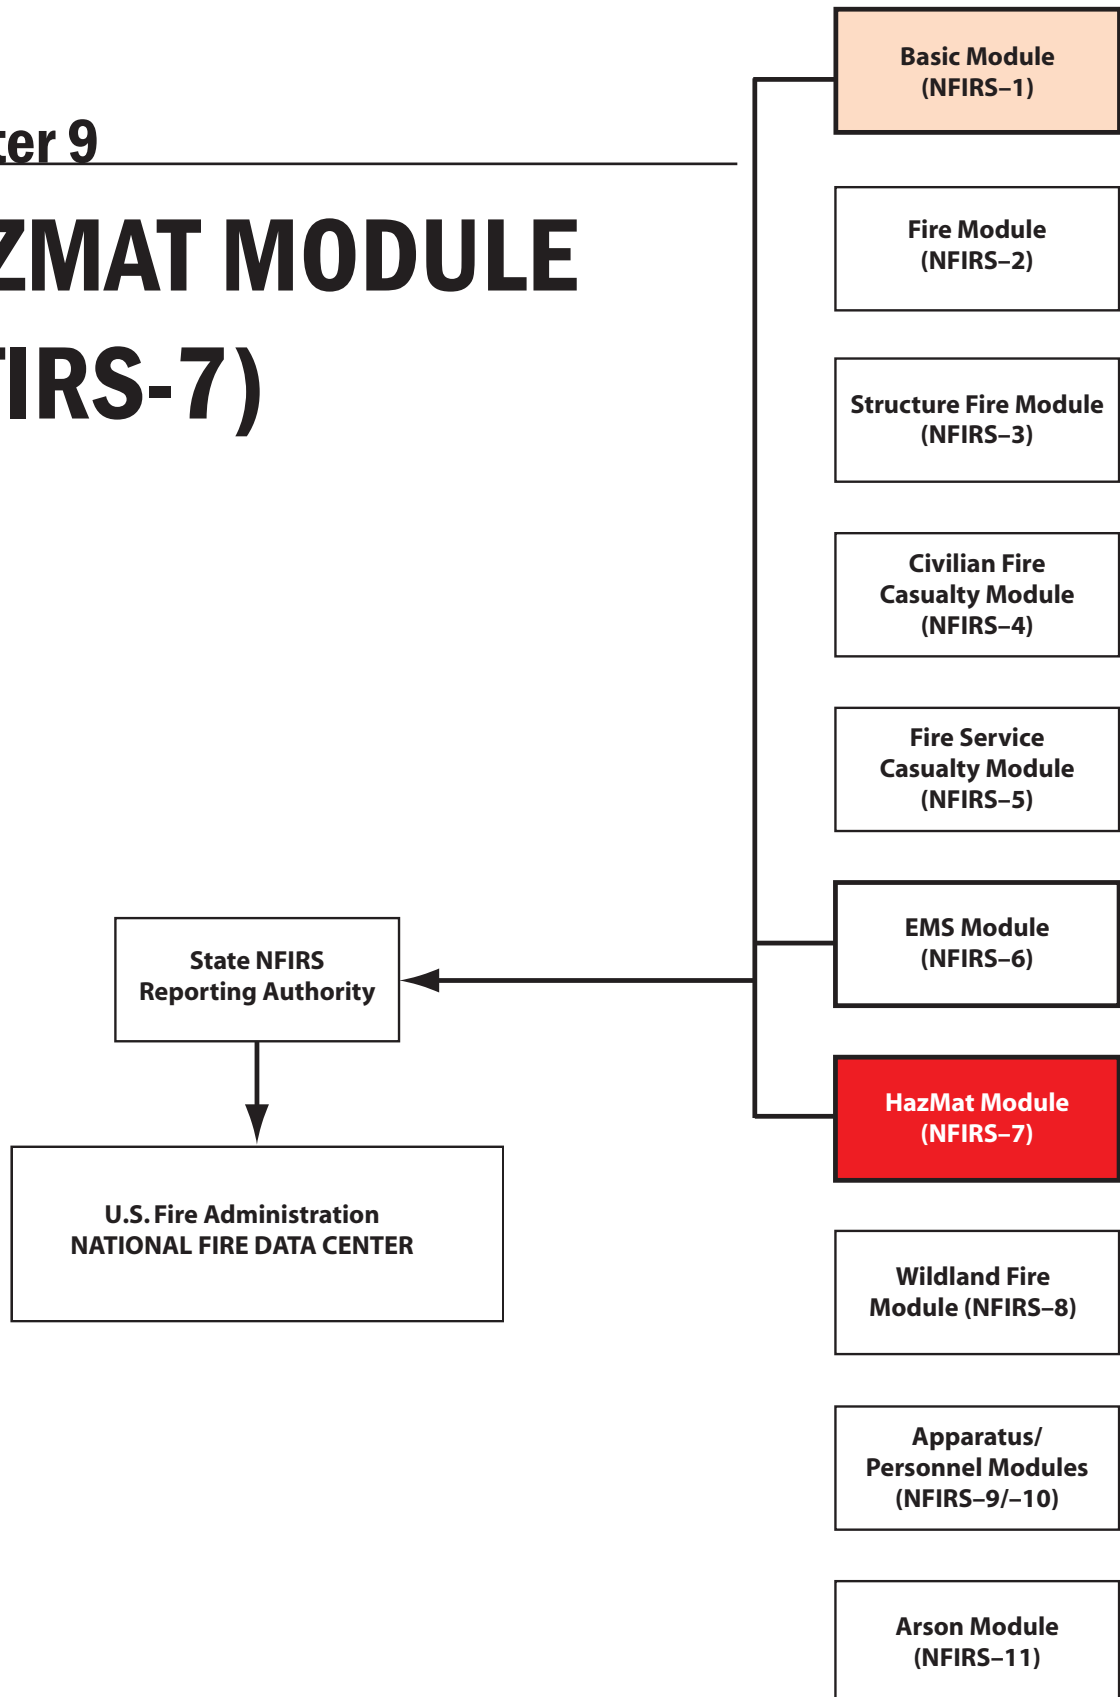 ter 9
ZMAT MODULE
FIRS-7)
Basic Module
(NFIRS–1)
Fire Module
(NFIRS–2)
Structure Fire Module
(NFIRS–3)
Civilian Fire
Casualty Module
(NFIRS–4)
Fire Service
Casualty Module
(NFIRS–5)
EMS Module
(NFIRS–6)
State NFIRS
Reporting Authority
HazMat Module
(NFIRS–7)
U.S. Fire Administration
NATIONAL FIRE DATA CENTER
Wildland Fire
Module (NFIRS–8)
Apparatus/
Personnel Modules
(NFIRS–9/–10)
Arson Module
(NFIRS–11)